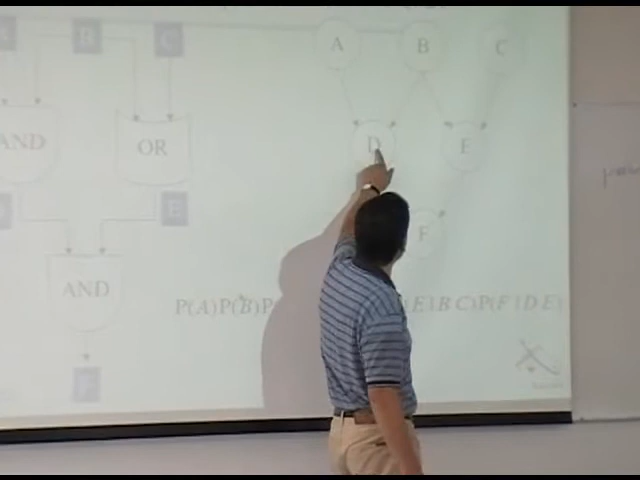 A B C A B C
AND OR D E
E F
AND P(A)P(B)P E|B C)P(F|D E)
F